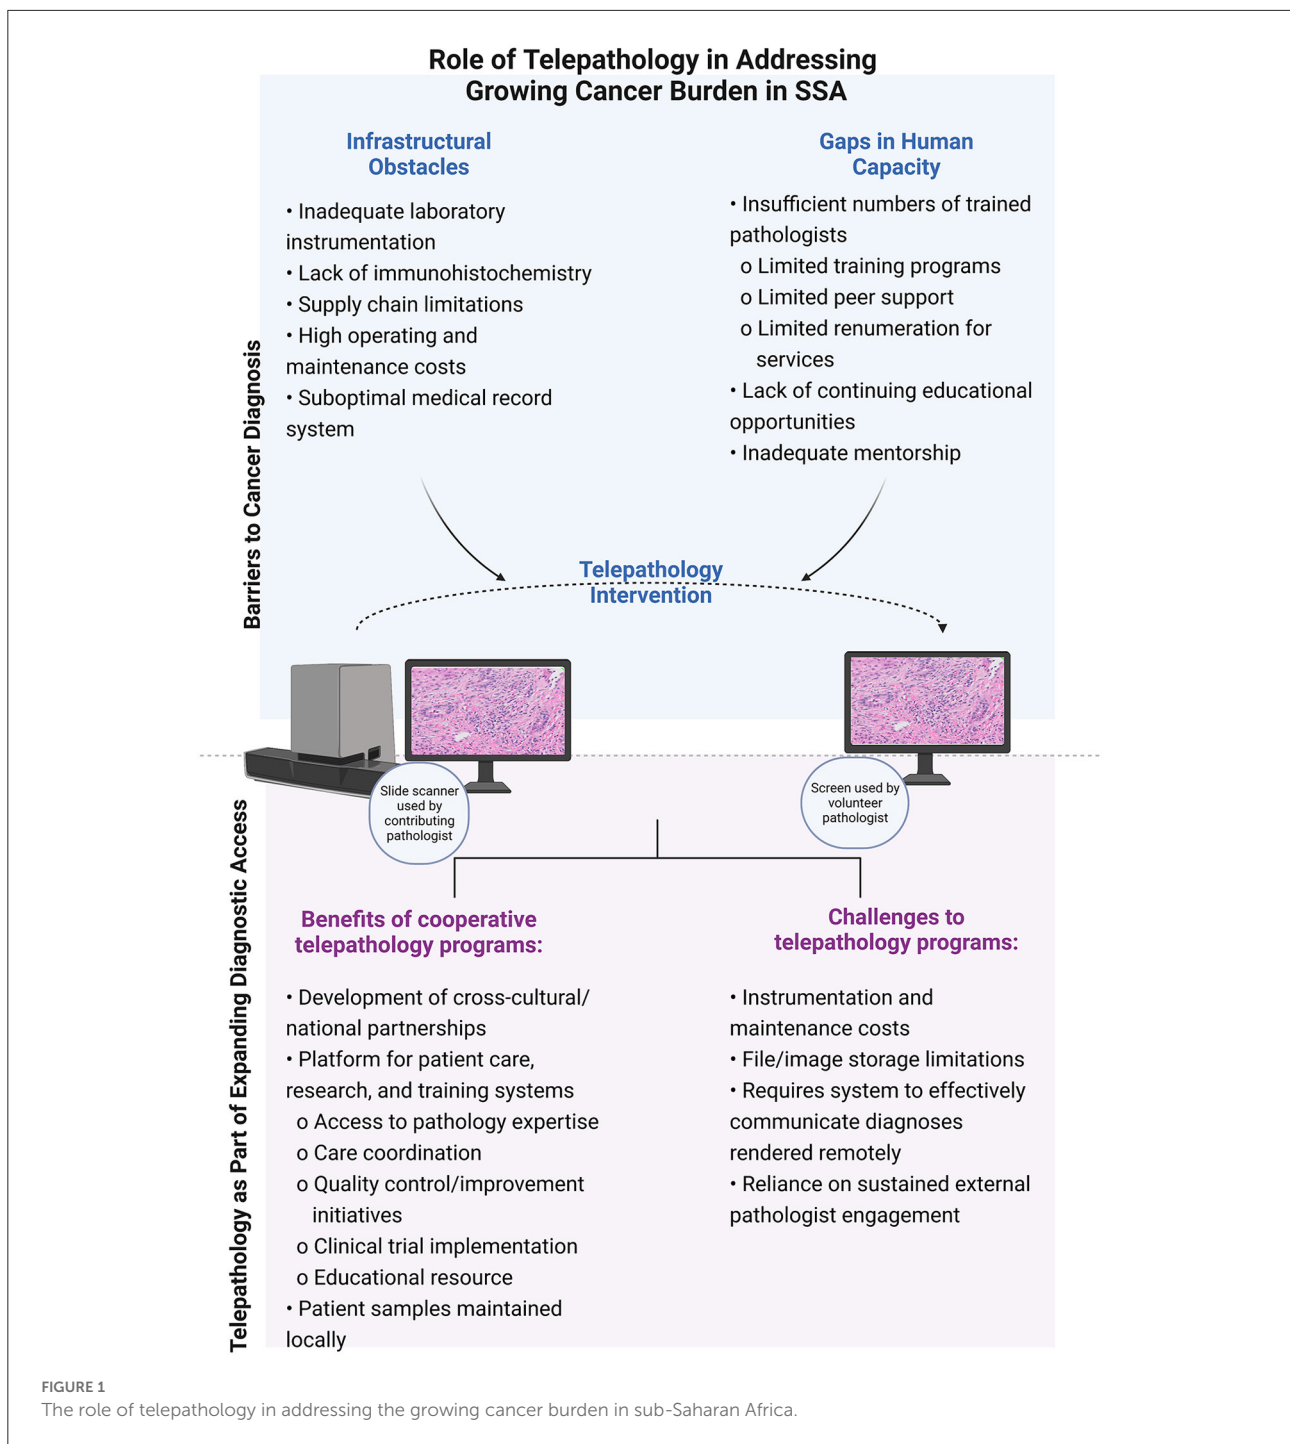 Role of Telepathology in Addressing
Growing Cancer Burden in SSA
Barriers to Cancer Diagnosis
Infrastructural
Obstacles
• Inadequate laboratory
instrumentation
• Lack of immunohistochemistry
• Supply chain limitations
• High operating and
maintenance costs
• Suboptimal medical record
system
Gaps in Human
Capacity
• Insufficient numbers of trained
pathologists
o Limited training programs
o Limited peer support
o Limited renumeration for
services
• Lack of continuing educational
opportunities
• Inadequate mentorship
Telepathology
Intervention
Slide scanner
used by
contributing
pathologist
Screen used by
volunteer
pathologist
Telepathology as Part of Expanding Diagnostic Access
Benefits of cooperative
telepathology programs:
• Development of cross-cultural/
national partnerships
• Platform for patient care,
research, and training systems
o Access to pathology expertise
o Care coordination
o Quality control/improvement
initiatives
o Clinical trial implementation
o Educational resource
• Patient samples maintained
locally
Challenges to
telepathology programs:
• Instrumentation and
maintenance costs
• File/image storage limitations
• Requires system to effectively
communicate diagnoses
rendered remotely
• Reliance on sustained external
pathologist engagement
FIGURE 1
The role of telepathology in addressing the growing cancer burden in sub-Saharan Africa.